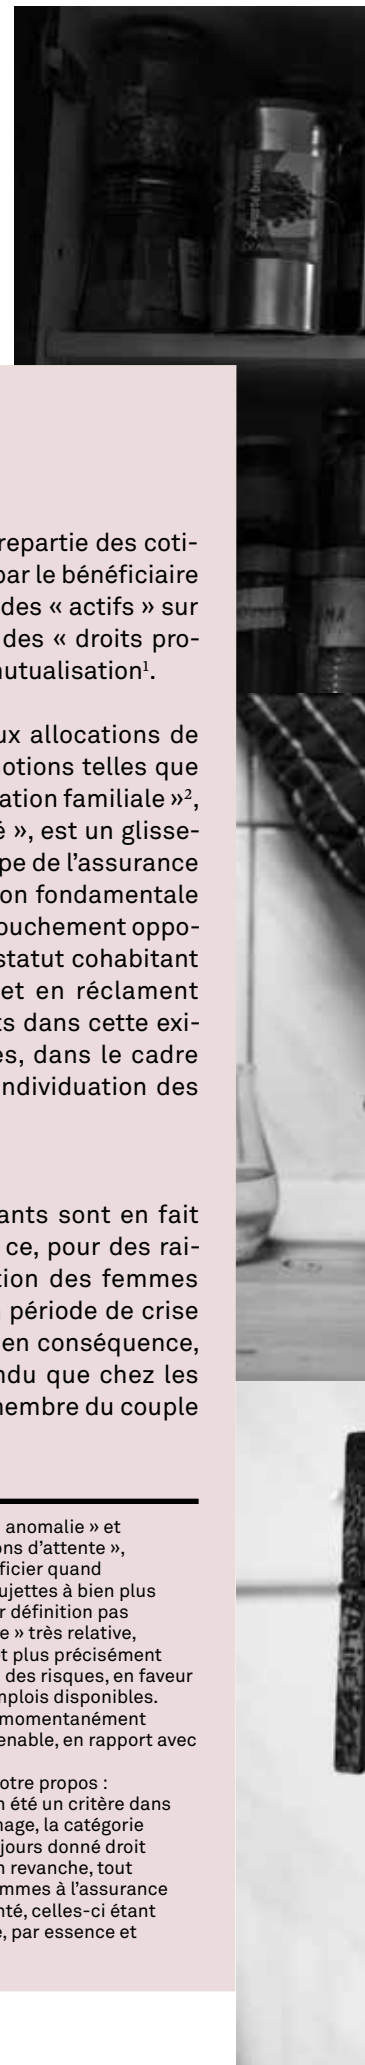 repartie des coti-
par le bénéficiaire
des « actifs » sur
des « droits pro-
mutualisation¹.
ux allocations de
notions telles que
ation familiale »²,
é », est un glisse-
pe de l'assurance
on fondamentale
ouchement oppo-
statut cohabitant
et en réclament
ts dans cette exi-
es, dans le cadre
individuation des
ants sont en fait
ce, pour des rai-
tion des femmes
période de crise
en conséquence,
ndu que chez les
membre du couple
anomalie » et
ons d'attente »,
ficier quand
ujettes à bien plus
r définition pas
e » très relative,
t plus précisément
des risques, en faveur
mplois disponibles.
momentanément
enable, en rapport avec
otre propos :
n été un critère dans
nage, la catégorie
jours donné droit
n revanche, tout
mmes à l'assurance
nté, celles-ci étant
e, par essence et